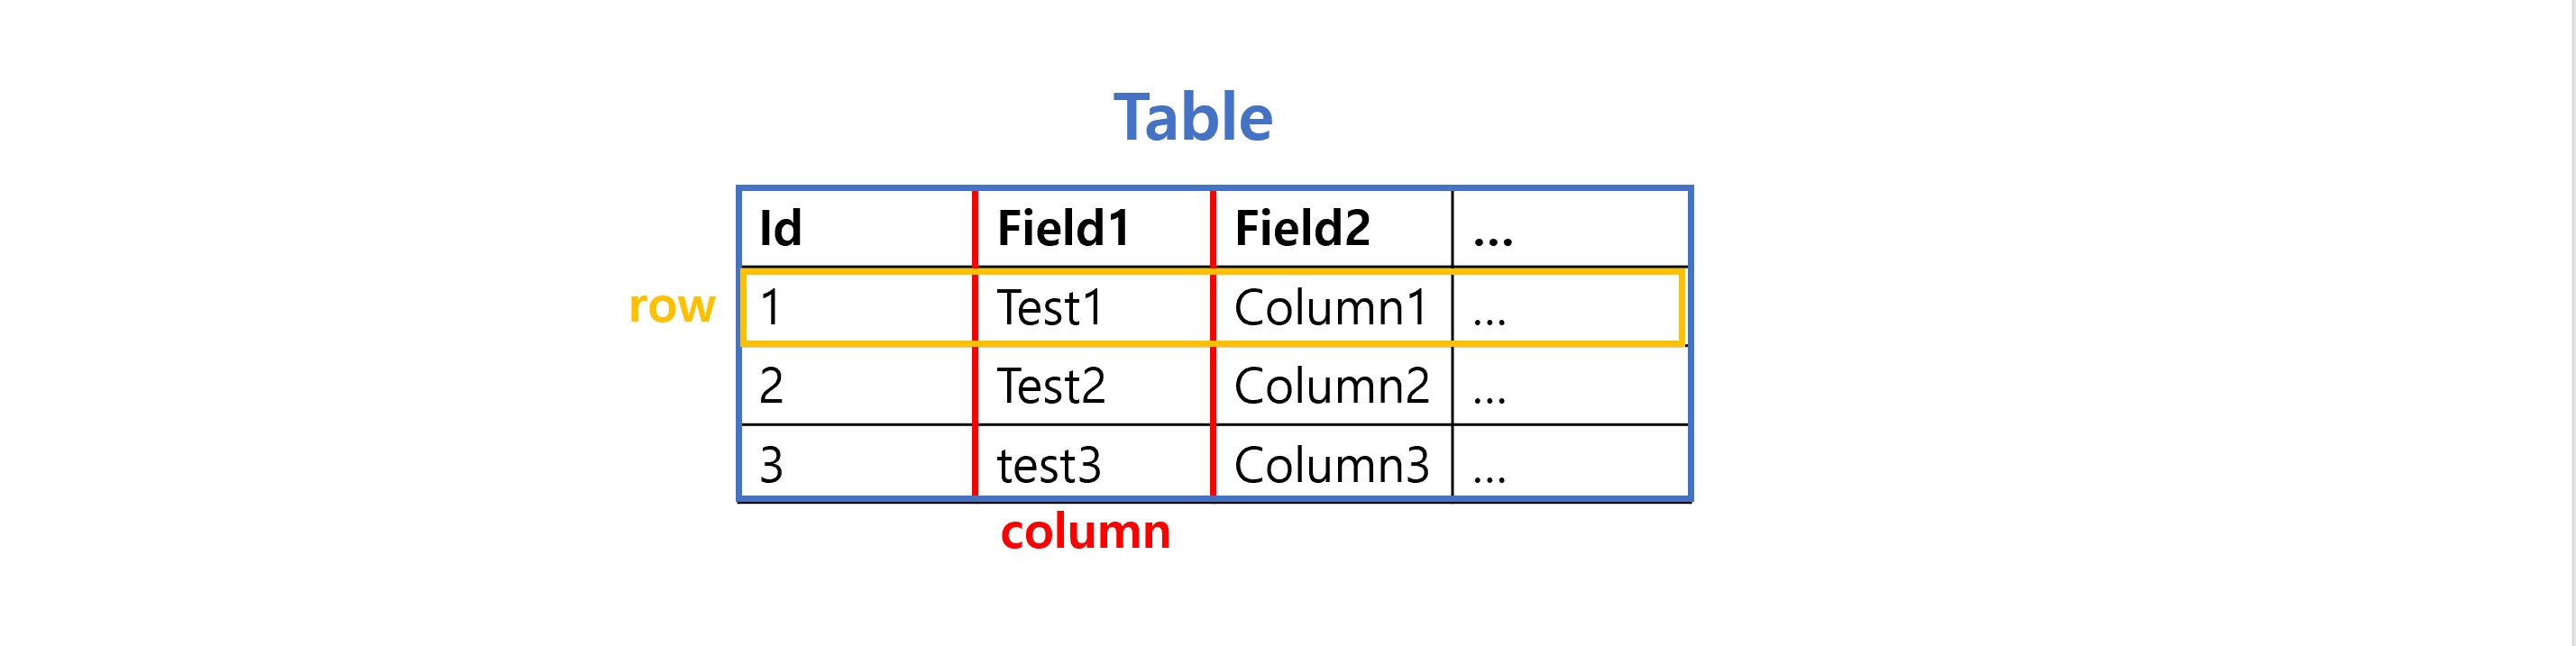 Table
Id Field1 Field2 ...
row 1 Test1 Column1 ...
2 Test2 Column2 ...
3 test3 Column3 ...
column